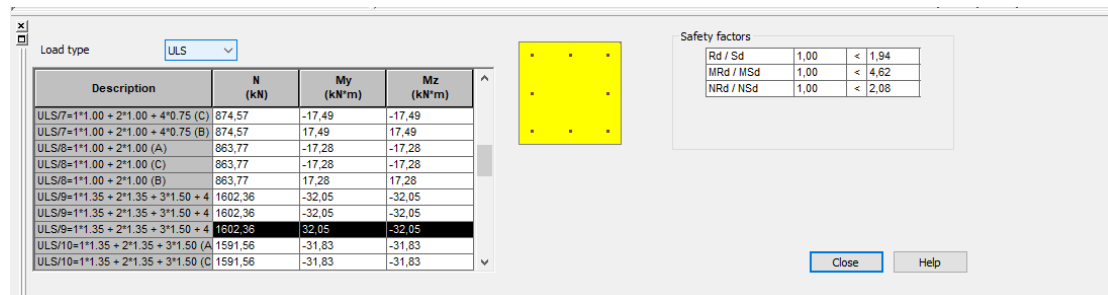 Load type ULS
Safety factors
Rd / Sd 1,00 < 1,94
MRd / MSd 1,00 < 4,62
NRd / NSd 1,00 < 2,08
Description N (kN) My (kN*m) Mz (kN*m)
ULS/7=1*1.00 + 2*1.00 + 4*0.75 (C) 874,57 -17,49 -17,49
ULS/7=1*1.00 + 2*1.00 + 4*0.75 (B) 874,57 17,49 17,49
ULS/8=1*1.00 + 2*1.00 (A) 863,77 -17,28 -17,28
ULS/8=1*1.00 + 2*1.00 (C) 863,77 -17,28 -17,28
ULS/8=1*1.00 + 2*1.00 (B) 863,77 17,28 17,28
ULS/9=1*1.35 + 2*1.35 + 3*1.50 + 4 1602,36 -32,05 -32,05
ULS/9=1*1.35 + 2*1.35 + 3*1.50 + 4 1602,36 -32,05 -32,05
ULS/9=1*1.35 + 2*1.35 + 3*1.50 + 4 1602,36 32,05 -32,05
ULS/10=1*1.35 + 2*1.35 + 3*1.50 (A 1591,56 -31,83 -31,83
ULS/10=1*1.35 + 2*1.35 + 3*1.50 (C 1591,56 -31,83 -31,83
Close Help